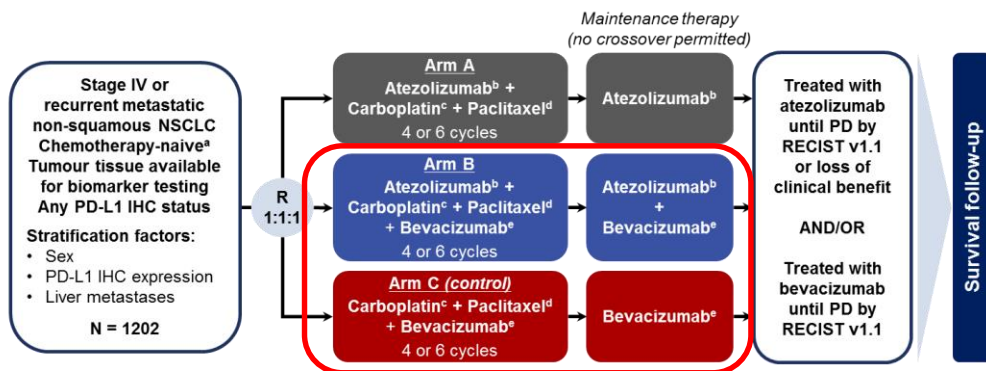 Maintenance therapy
(no crossover permitted)
Stage IV or
recurrent metastatic
non-squamous NSCLC
Chemotherapy-naiveᵃ
Tumour tissue available
for biomarker testing
Any PD-L1 IHC status
Stratification factors:
• Sex
• PD-L1 IHC expression
• Liver metastases
N = 1202
R
1:1:1
Arm A
Atezolizumabᵇ +
Carboplatinᶜ + Paclitaxelᵈ
4 or 6 cycles
Atezolizumabᵇ
Arm B
Atezolizumabᵇ +
Carboplatinᶜ + Paclitaxelᵈ
+ Bevacizumabᵉ
4 or 6 cycles
Atezolizumabᵇ
+
Bevacizumabᵉ
Arm C (control)
Carboplatinᶜ + Paclitaxelᵈ
+ Bevacizumabᵉ
4 or 6 cycles
Bevacizumabᵉ
Treated with
atezolizumab
until PD by
RECIST v1.1
or loss of
clinical benefit
AND/OR
Treated with
bevacizumab
until PD by
RECIST v1.1
Survival follow-up